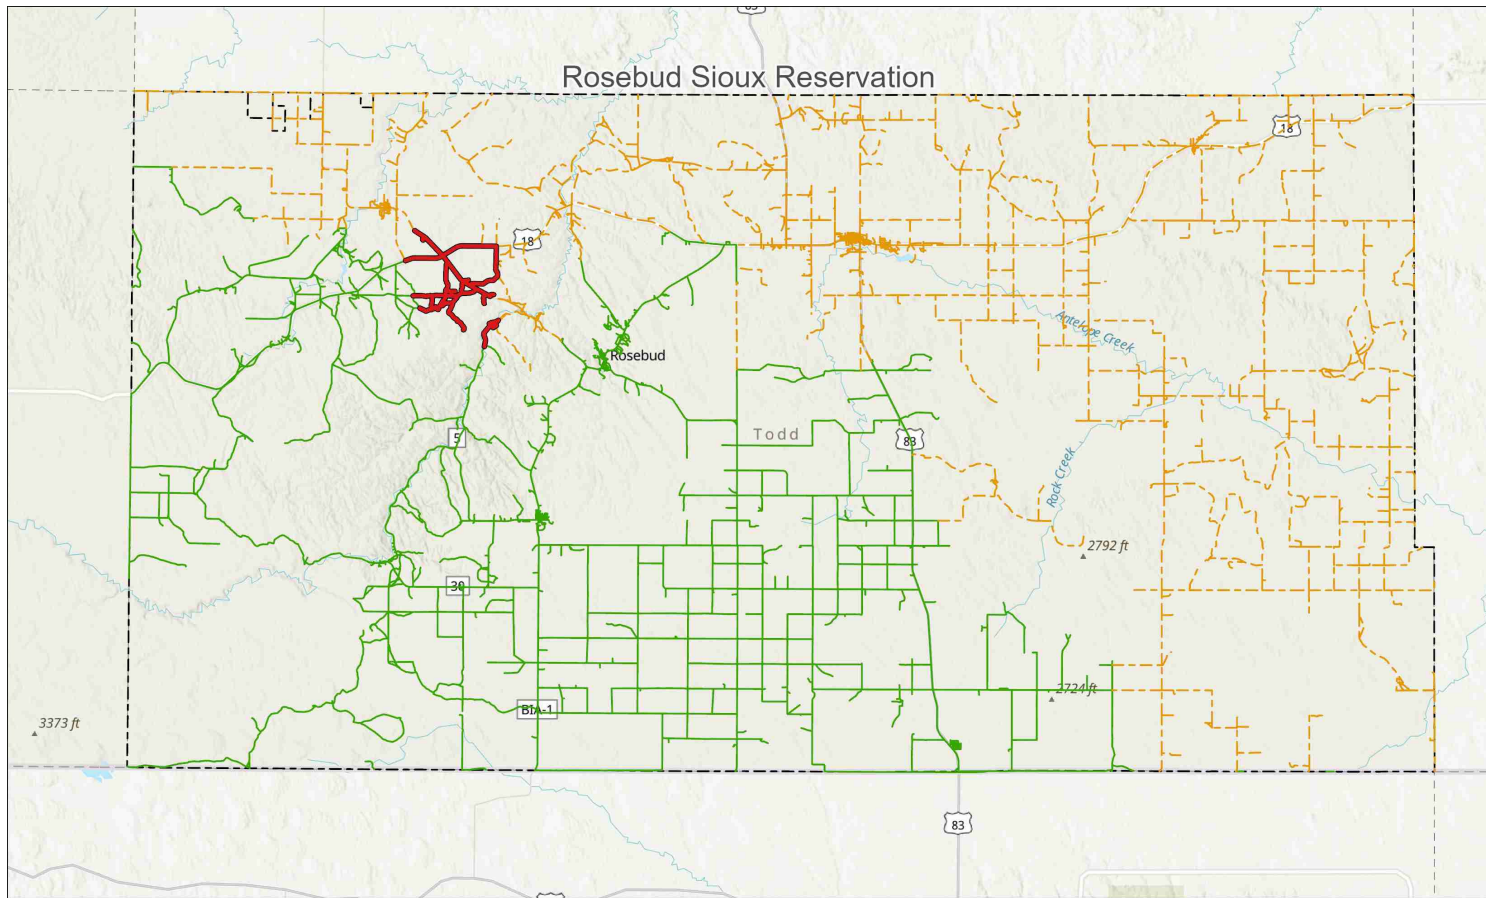 Rosebud Sioux Reservation
18
18
Antelope Creek
Rosebud
5
Todd
83
Rock Creek
2792 ft
38
2724 ft
BIA-1
3373 ft
83